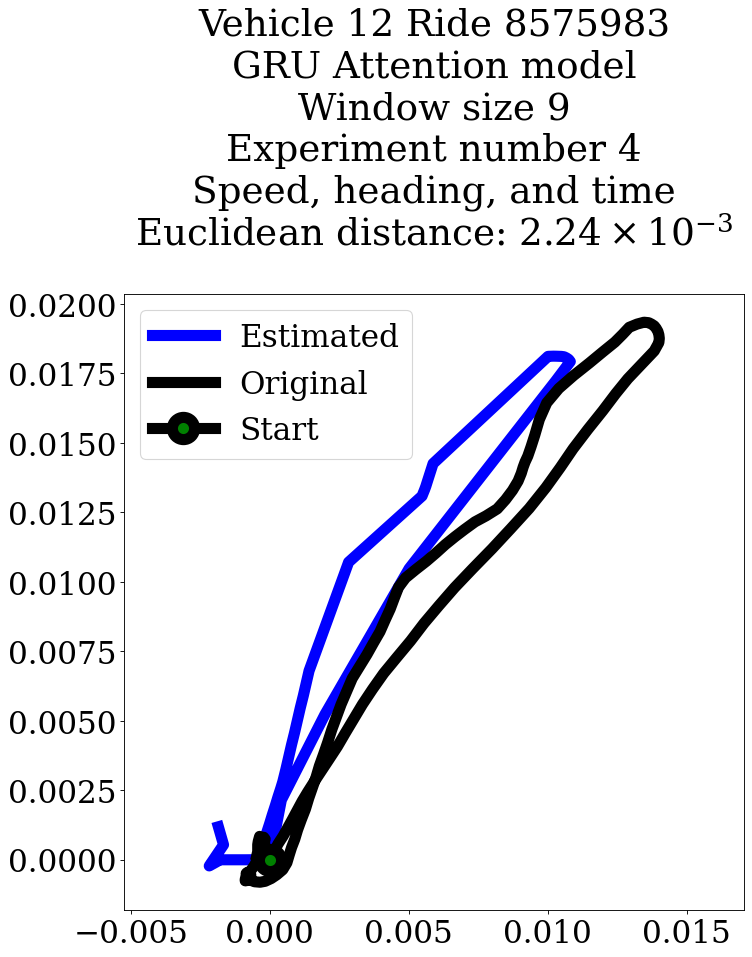 Vehicle 12 Ride 8575983
GRU Attention model
Window size 9
Experiment number 4
Speed, heading, and time
Euclidean distance: 2.24 × 10⁻³
Estimated
Original
Start
0.0200
0.0175
0.0150
0.0125
0.0100
0.0075
0.0050
0.0025
0.0000
−0.005 0.000 0.005 0.010 0.015